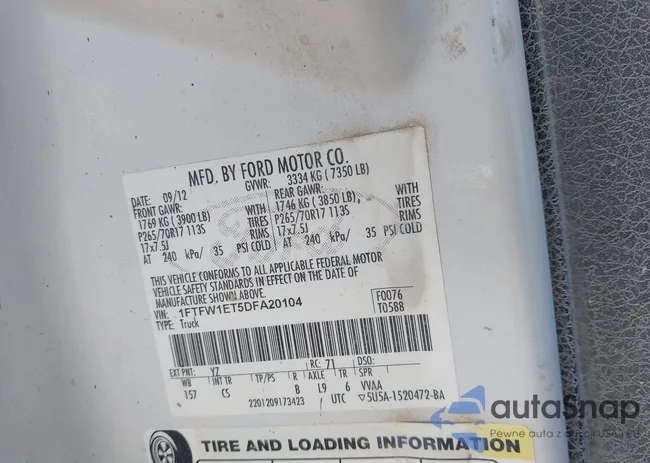 MFD. BY FORD MOTOR CO.
DATE: 09/12 GVWR: 3334 KG ( 7350 LB)
FRONT GAWR: REAR GAWR:
1769 KG ( 3900 LB) WITH 1746 KG ( 3850 LB) WITH
P265/70R17 113S TIRES P265/70R17 113S TIRES
17x7.5J RIMS 17x7.5J RIMS
AT 240 kPa/ 35 PSI COLD AT 240 kPa/ 35 PSI COLD
THIS VEHICLE CONFORMS TO ALL APPLICABLE FEDERAL MOTOR
VEHICLE SAFETY STANDARDS IN EFFECT ON THE DATE OF
MANUFACTURE SHOWN ABOVE.
VIN: 1FTFW1ET5DFA20104 F0076
TYPE: Truck T0588
EXT PNT: YZ RC: 71 DSO:
WB INT TR TP/PS R AXLE TR SPR
157 CS B L9 6 VVAA
2201209173423 UTC ▽5U5A-1520472-BA
TIRE AND LOADING INFORMATION
autoSnap
Pewne auta z aukcji USA i EU